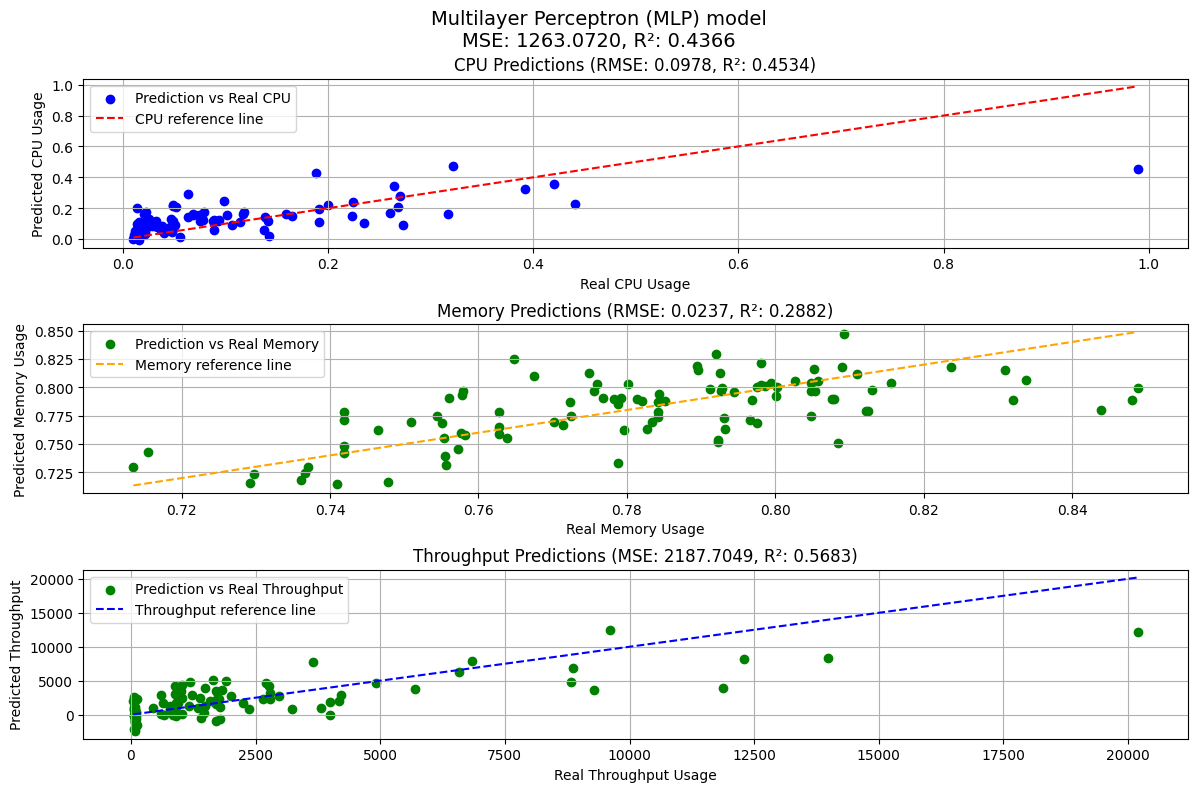 Multilayer Perceptron (MLP) model
MSE: 1263.0720, R²: 0.4366
CPU Predictions (RMSE: 0.0978, R²: 0.4534)
Predicted CPU Usage
1.0
0.8
0.6
0.4
0.2
0.0
Prediction vs Real CPU
CPU reference line
0.0 0.2 0.4 0.6 0.8 1.0
Real CPU Usage
Memory Predictions (RMSE: 0.0237, R²: 0.2882)
Predicted Memory Usage
0.850
0.825
0.800
0.775
0.750
0.725
Prediction vs Real Memory
Memory reference line
0.72 0.74 0.76 0.78 0.80 0.82 0.84
Real Memory Usage
Throughput Predictions (MSE: 2187.7049, R²: 0.5683)
Predicted Throughput
20000
15000
10000
5000
0
Prediction vs Real Throughput
Throughput reference line
0 2500 5000 7500 10000 12500 15000 17500 20000
Real Throughput Usage